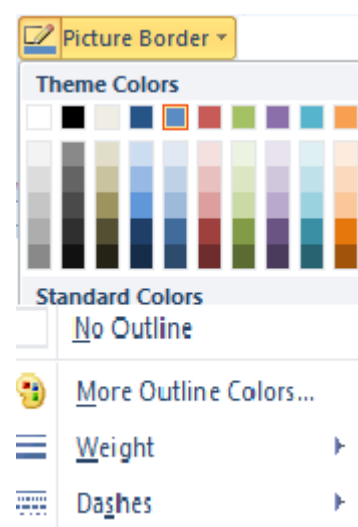 Picture Border
Theme Colors
Standard Colors
No Outline
More Outline Colors...
Weight
Dashes